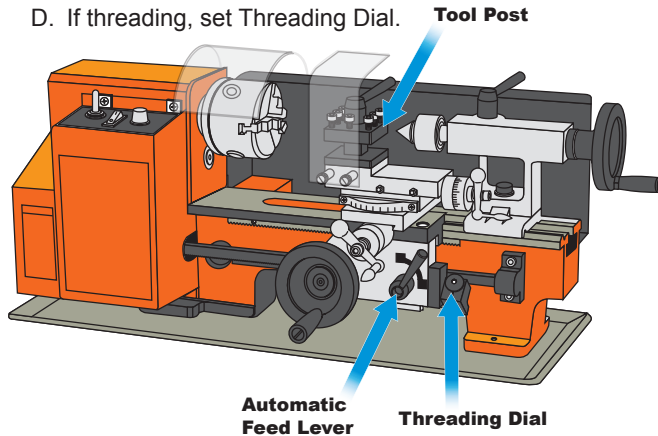 D. If threading, set Threading Dial.
Tool Post
Automatic
Feed Lever
Threading Dial